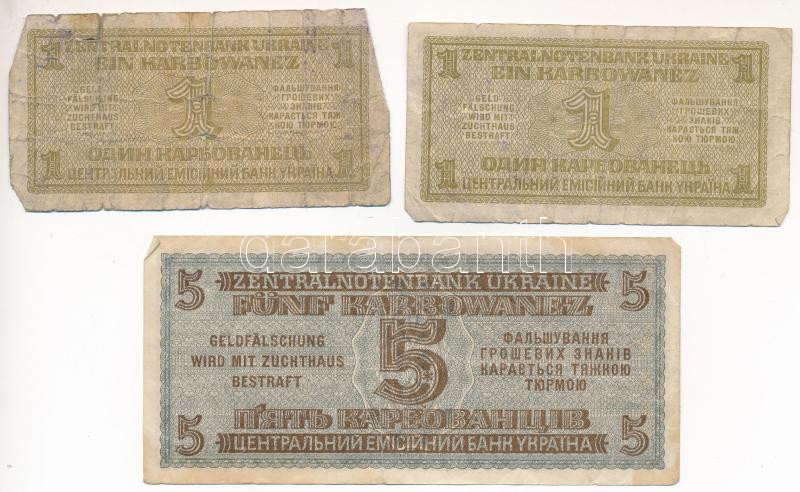 1 ZENTRALNOTENBANK UKRAINE 1
EIN KARBOWANEZ
GELD-
FÄLSCHUNG
WIRD MIT
ZUCHTHAUS
BESTRAFT
1
ФАЛЬШУВАННЯ
ГРОШЕВИХ
ЗНАКІВ
КАРАЄТЬСЯ ТЯЖ-
КОЮ ТЮРМОЮ
1 ОДИН КАРБОВАНЕЦЬ 1
ЦЕНТРАЛЬНИЙ ЕМІСІЙНИЙ БАНК УКРАЇНА
1 ZENTRALNOTENBANK UKRAINE 1
EIN KARBOWANEZ
GELD-
FÄLSCHUNG
WIRD MIT
ZUCHTHAUS
BESTRAFT
1
ФАЛЬШУВАННЯ
ГРОШЕВИХ
ЗНАКІВ
КАРАЄТЬСЯ ТЯЖ-
КОЮ ТЮРМОЮ
1 ОДИН КАРБОВАНЕЦЬ 1
ЦЕНТРАЛЬНИЙ ЕМІСІЙНИЙ БАНК УКРАЇНА
darabanth
5 ZENTRALNOTENBANK UKRAINE 5
FÜNF KARBOWANEZ
GELDFÄLSCHUNG
WIRD MIT ZUCHTHAUS
BESTRAFT
5
ФАЛЬШУВАННЯ
ГРОШЕВИХ ЗНАКІВ
КАРАЄТЬСЯ ТЯЖКОЮ
ТЮРМОЮ
5 П'ЯТЬ КАРБОВАНЦІВ 5
ЦЕНТРАЛЬНИЙ ЕМІСІЙНИЙ БАНК УКРАЇНА